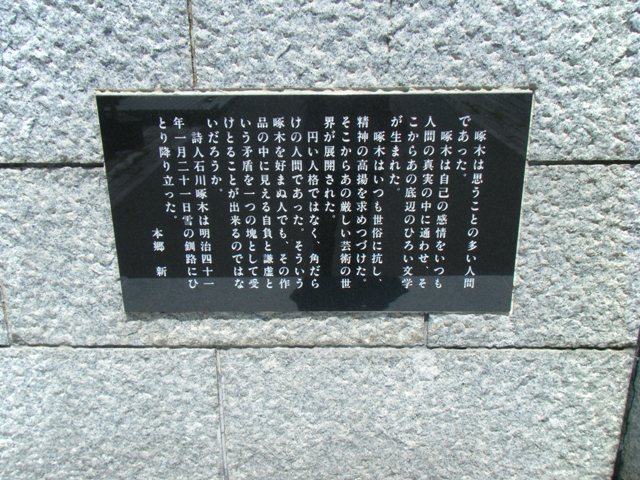 啄木は思うことの多い人間
であった。
啄木は自己の感情をいつも
人間の真実の中に通わせ、そ
こからあの底辺のひろい文学
が生まれた。
啄木はいつも世俗に抗し、
精神の高揚を求めつづけた。
そこからあの厳しい芸術の世
界が展開された。
円い人格ではなく、角だら
けの人間であった。そういう
啄木を好まぬ人でも、その作
品の中に見える自負と謙虚と
いう矛盾を一つの塊として受
けとることが出来るのではな
いだろうか。
詩人石川啄木は明治四十一
年一月二十一日雪の釧路にひ
とり降り立った。
本郷 新